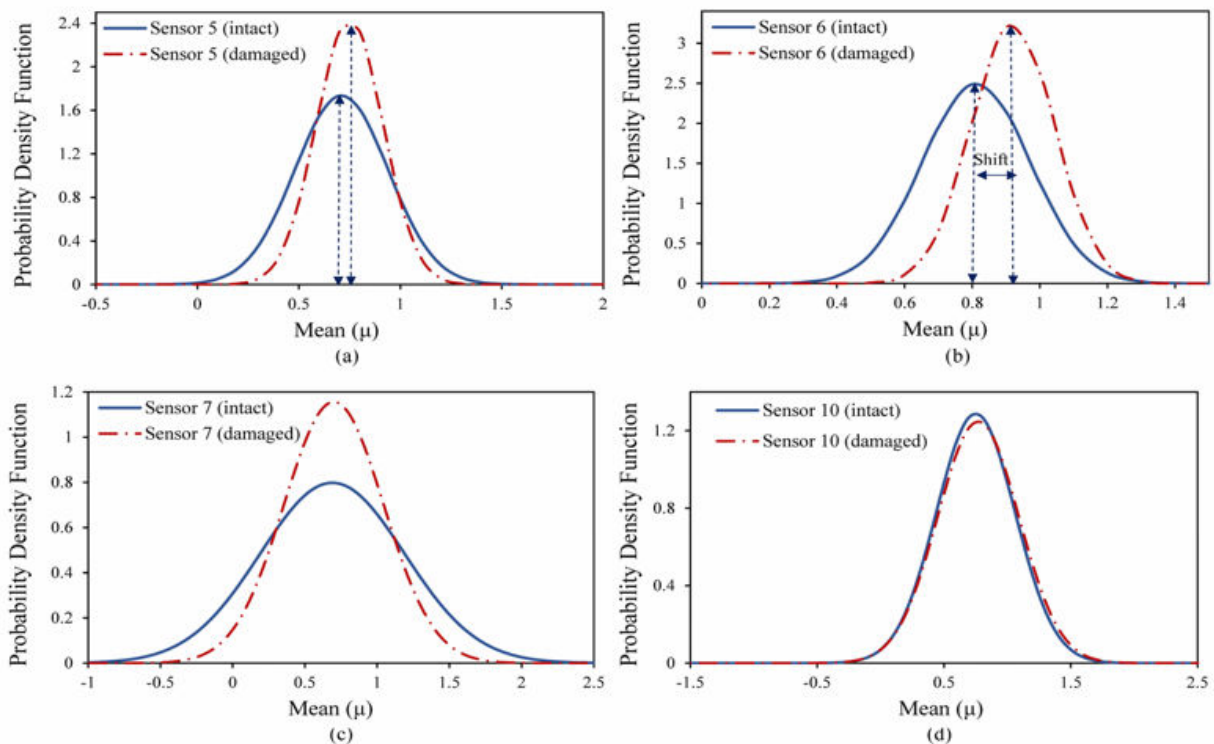 Probability Density Function
2.4
2
1.6
1.2
0.8
0.4
0
Sensor 5 (intact)
Sensor 5 (damaged)
-0.5 0 0.5 1 1.5 2
Mean (μ)
(a)
Probability Density Function
3
2.5
2
1.5
1
0.5
0
Sensor 6 (intact)
Sensor 6 (damaged)
Shift
0 0.2 0.4 0.6 0.8 1 1.2 1.4
Mean (μ)
(b)
Probability Density Function
1.2
1
0.8
0.6
0.4
0.2
0
Sensor 7 (intact)
Sensor 7 (damaged)
-1 -0.5 0 0.5 1 1.5 2 2.5
Mean (μ)
(c)
Probability Density Function
1.2
0.8
0.4
0
Sensor 10 (intact)
Sensor 10 (damaged)
-1.5 -0.5 0.5 1.5 2.5
Mean (μ)
(d)